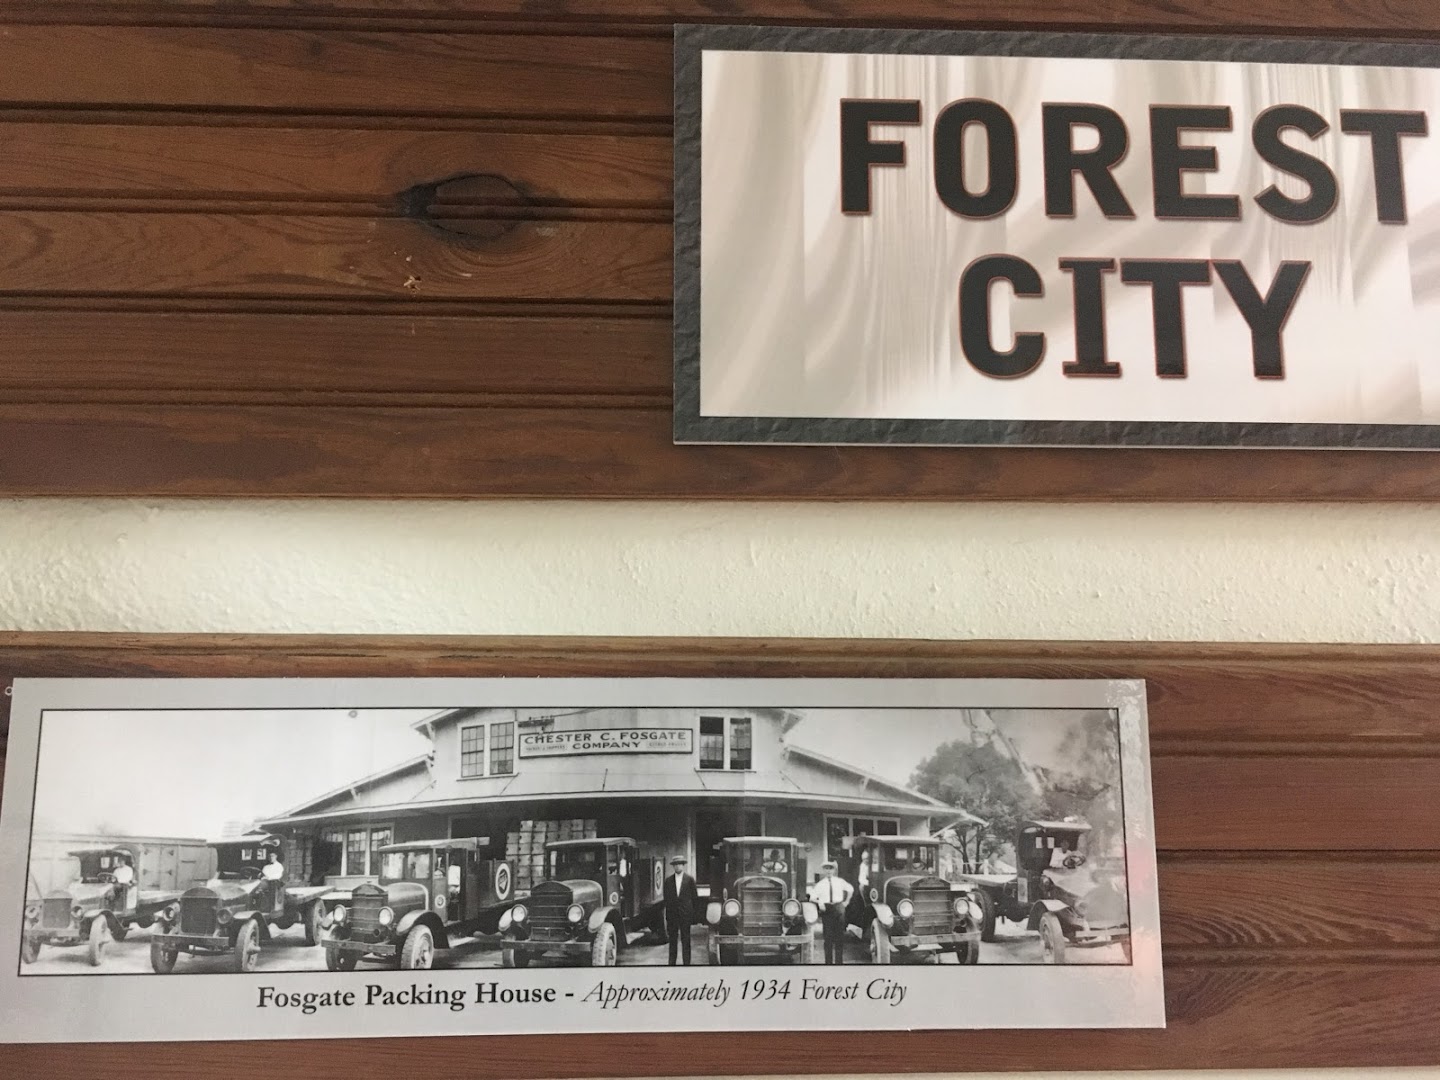 FOREST
CITY
CHESTER C. FOSGATE
COMPANY
Fosgate Packing House - Approximately 1934 Forest City